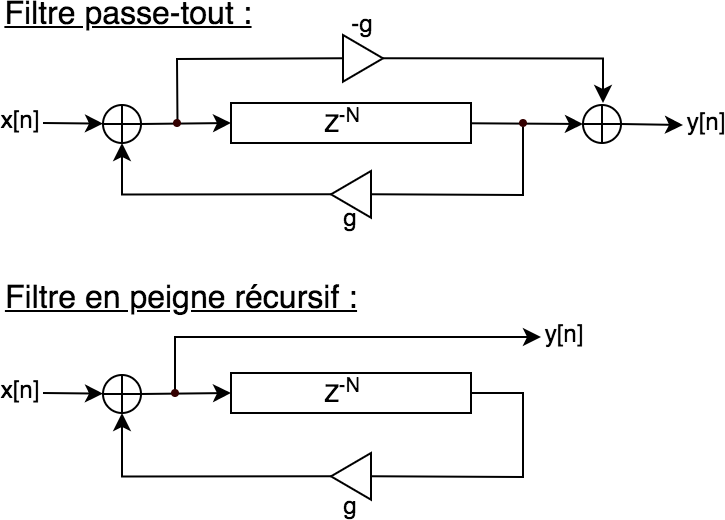 Filtre passe-tout :
-g
x[n]
z-N
y[n]
g
Filtre en peigne récursif :
y[n]
x[n]
z-N
g